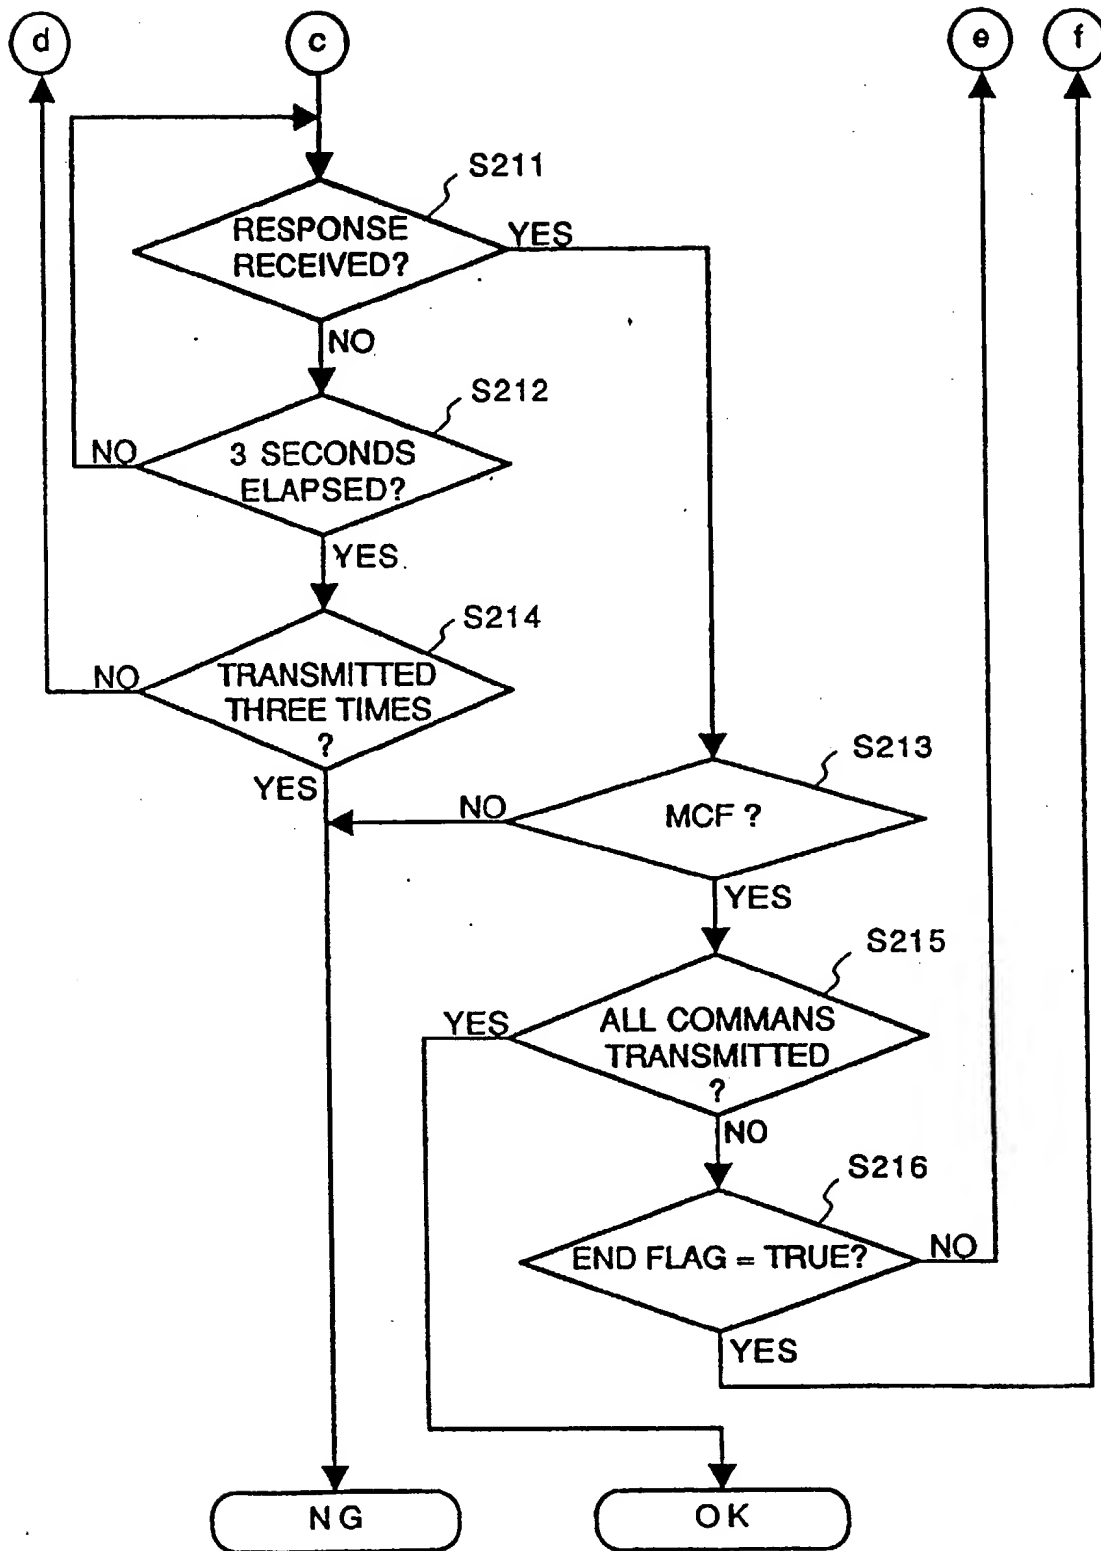 d
c
e
f
S211
RESPONSE
RECEIVED?
YES
NO
S212
NO
3 SECONDS
ELAPSED?
YES
S214
NO
TRANSMITTED
THREE TIMES
?
YES
S213
NO
MCF ?
YES
S215
YES
ALL COMMANS
TRANSMITTED
?
NO
S216
END FLAG = TRUE?
NO
YES
NG
OK